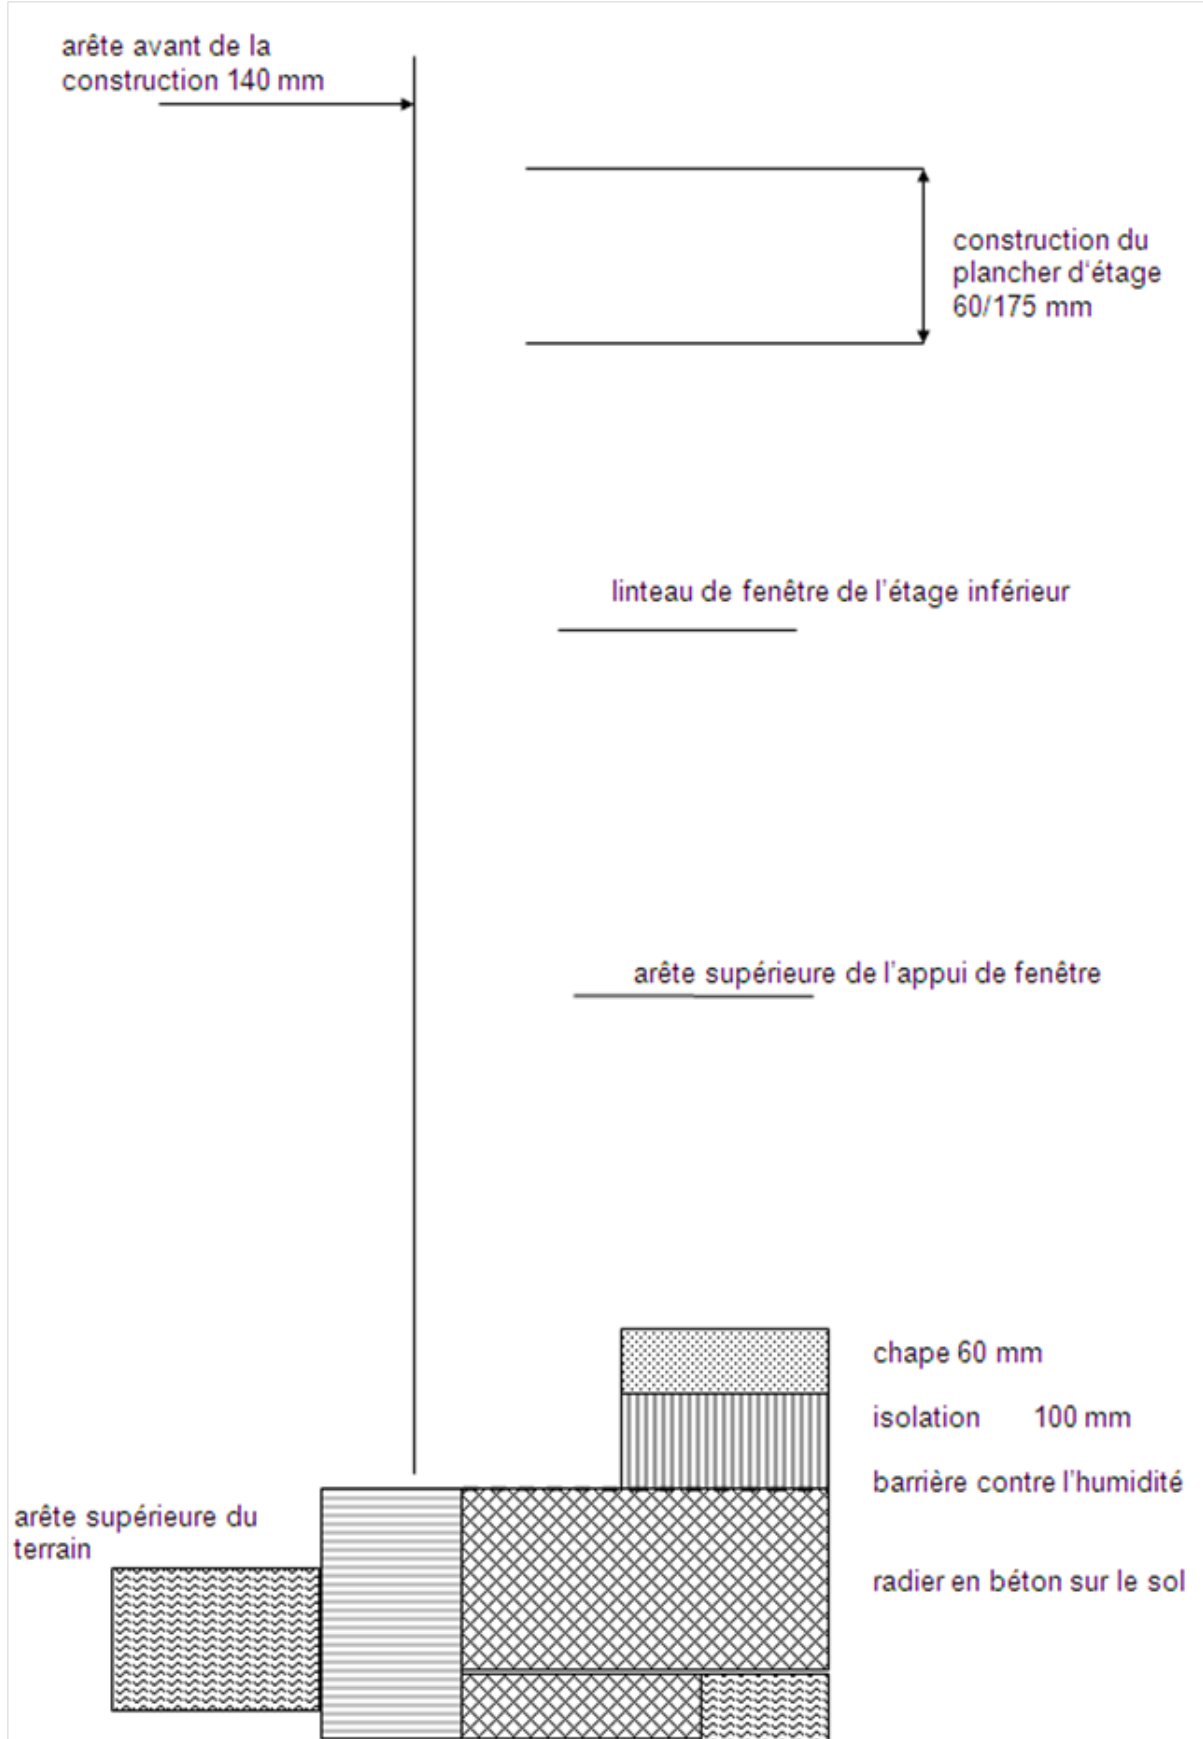 arête avant de la
construction 140 mm
construction du
plancher d‘étage
60/175 mm
linteau de fenêtre de l’étage inférieur
arête supérieure de l’appui de fenêtre
chape 60 mm
isolation 100 mm
barrière contre l’humidité
arête supérieure du
terrain
radier en béton sur le sol